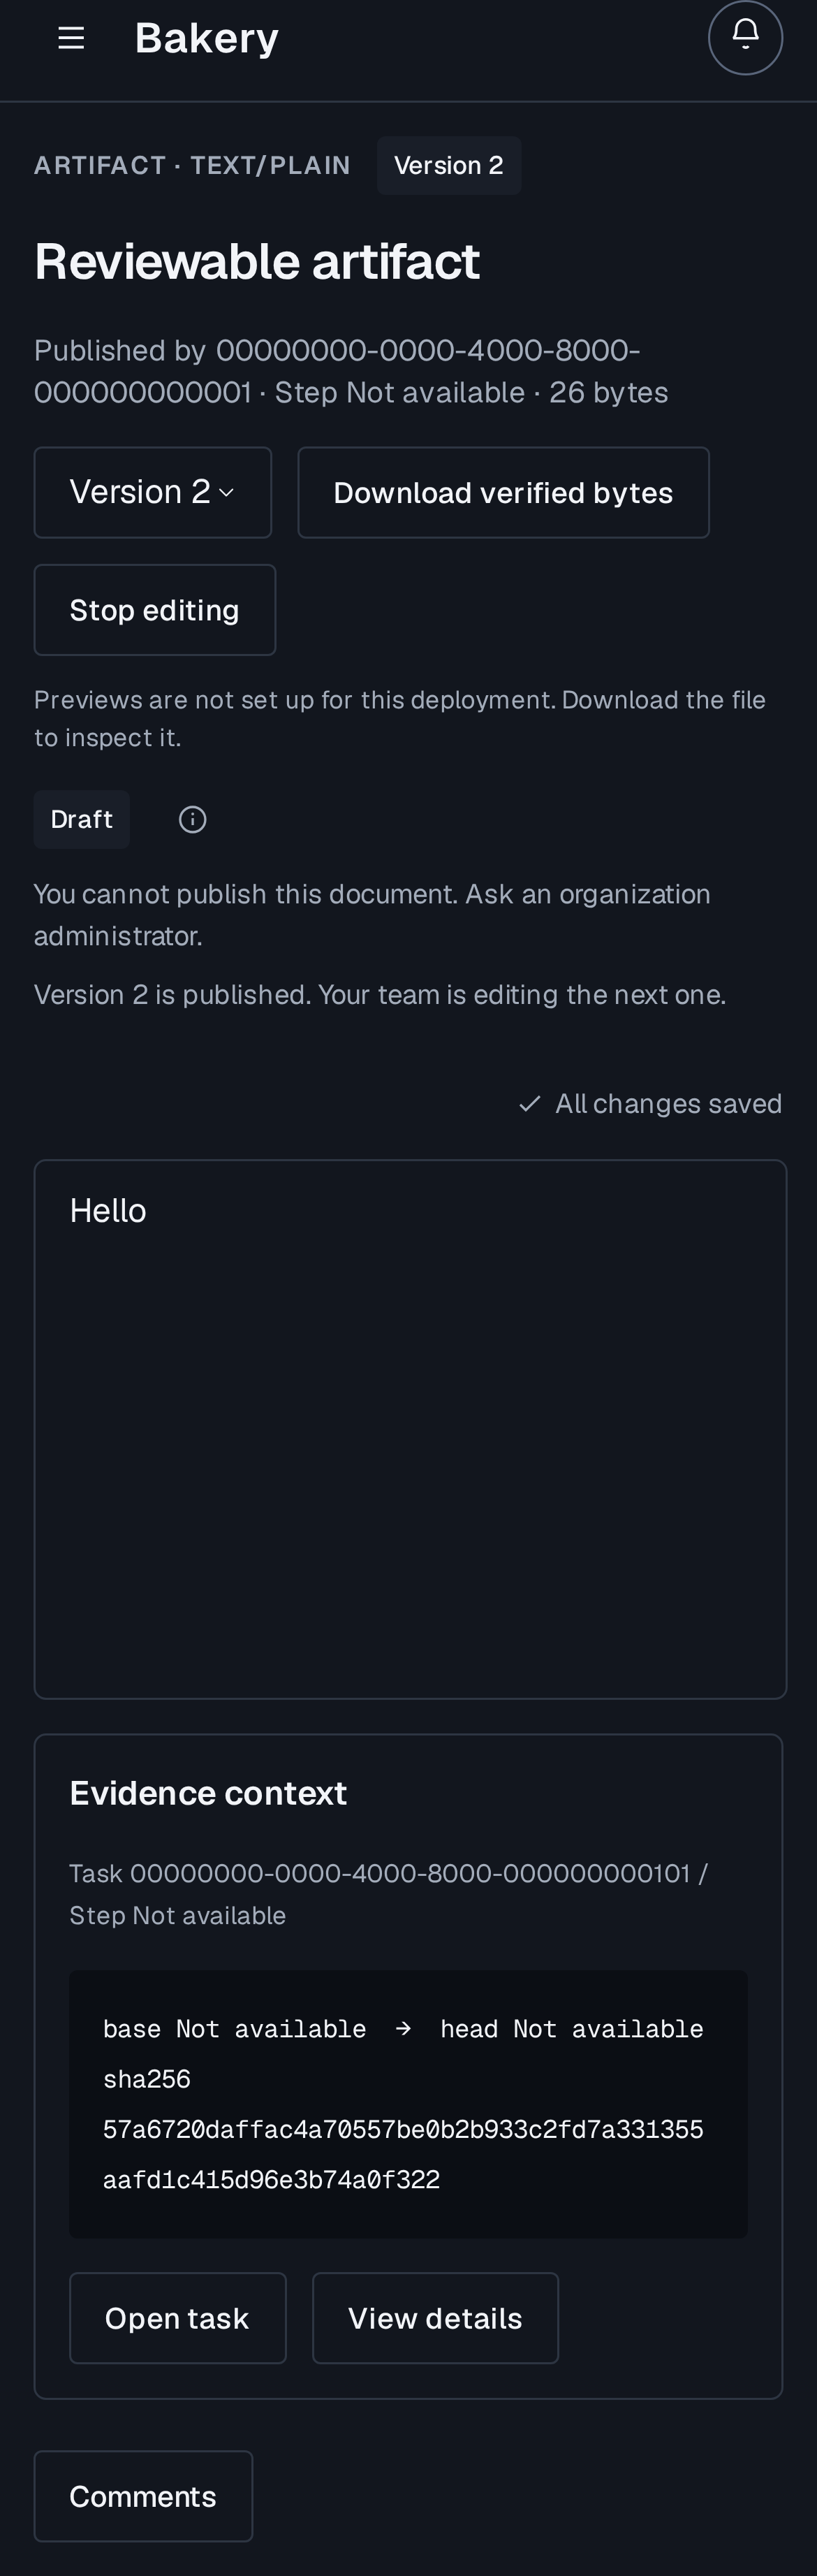 Bakery
ARTIFACT · TEXT/PLAIN Version 2
Reviewable artifact
Published by 00000000-0000-4000-8000-
000000000001 · Step Not available · 26 bytes
Version 2 Download verified bytes
Stop editing
Previews are not set up for this deployment. Download the file
to inspect it.
Draft
You cannot publish this document. Ask an organization
administrator.
Version 2 is published. Your team is editing the next one.
All changes saved
Hello
Evidence context
Task 00000000-0000-4000-8000-000000000101 /
Step Not available
base Not available → head Not available
sha256
57a6720daffac4a70557be0b2b933c2fd7a331355
aafd1c415d96e3b74a0f322
Open task View details
Comments